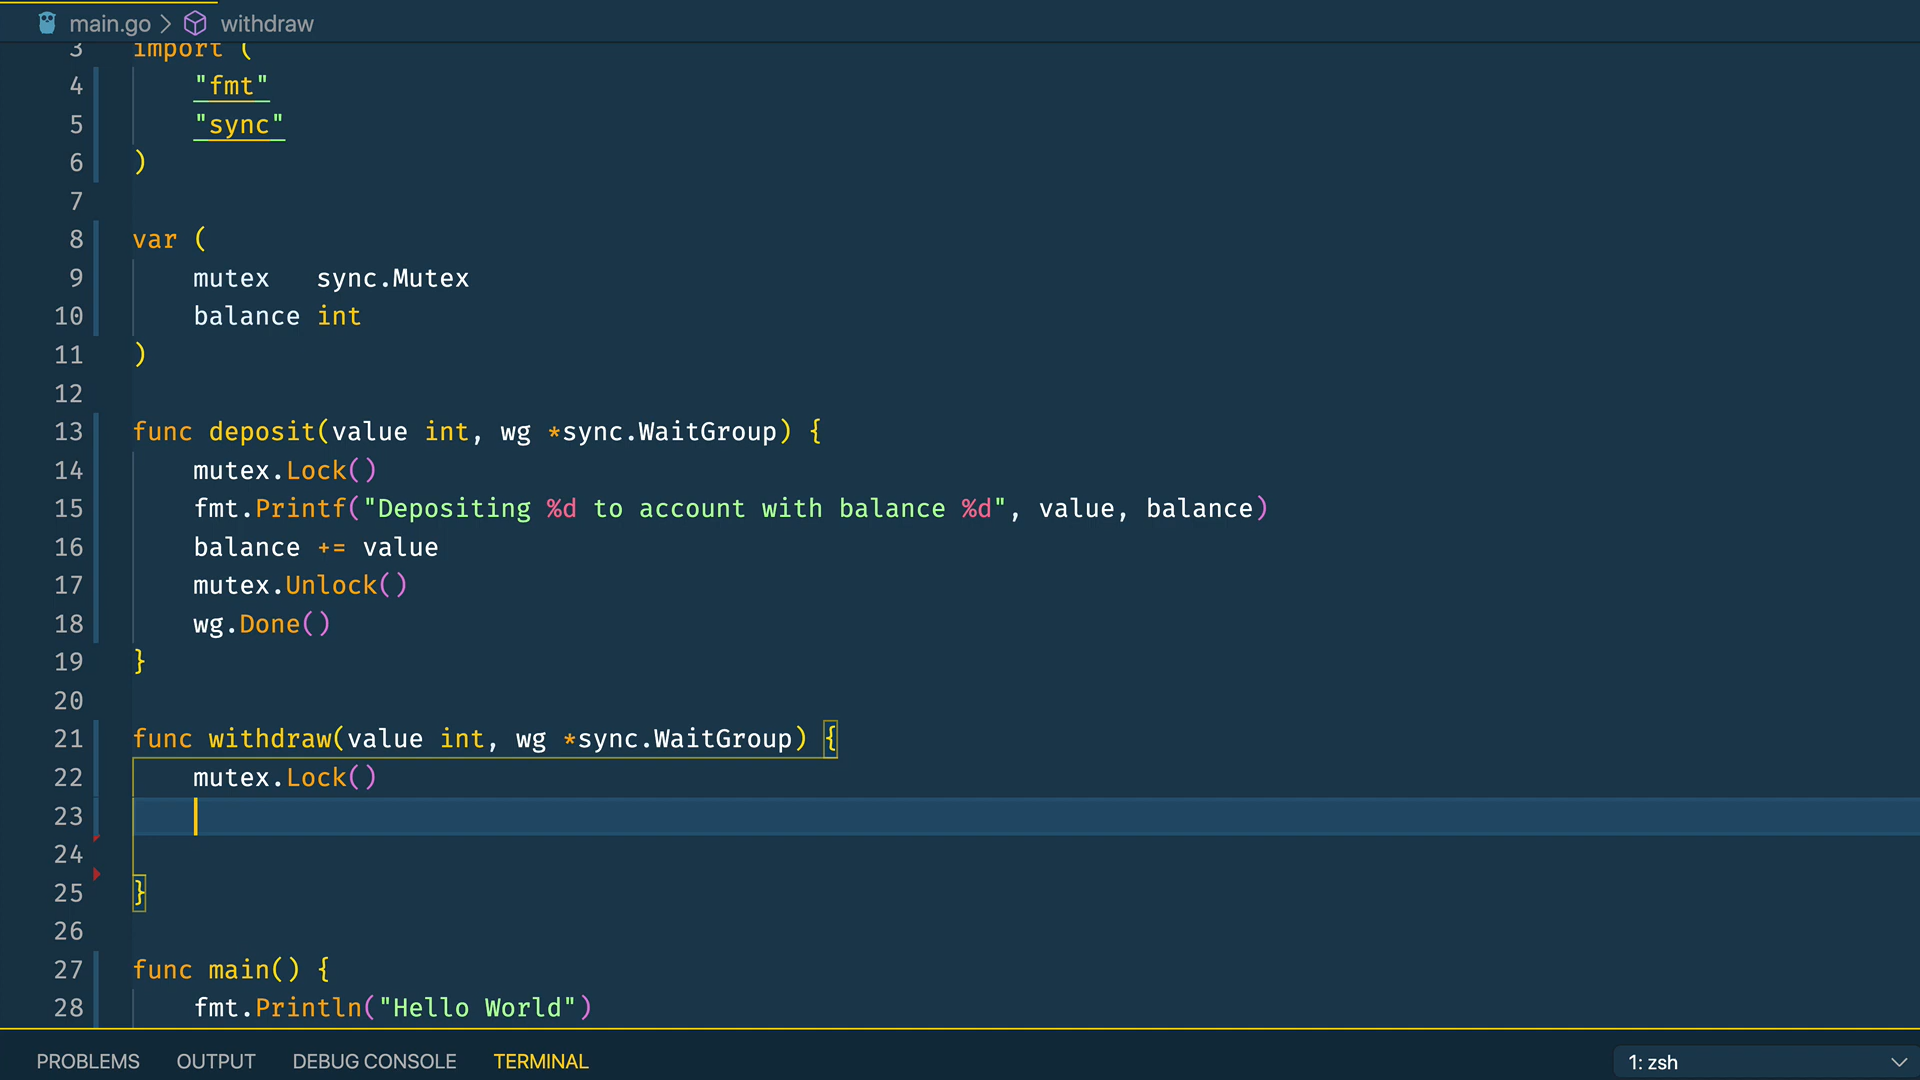 main.go > withdraw
3 import (
4 "fmt"
5 "sync"
6 )
7
8 var (
9 mutex   sync.Mutex
10 balance int
11 )
12
13 func deposit(value int, wg *sync.WaitGroup) {
14 mutex.Lock()
15 fmt.Printf("Depositing %d to account with balance %d", value, balance)
16 balance += value
17 mutex.Unlock()
18 wg.Done()
19 }
20
21 func withdraw(value int, wg *sync.WaitGroup) {
22 mutex.Lock()
23
24
25 }
26
27 func main() {
28 fmt.Println("Hello World")
PROBLEMS OUTPUT DEBUG CONSOLE TERMINAL 1: zsh